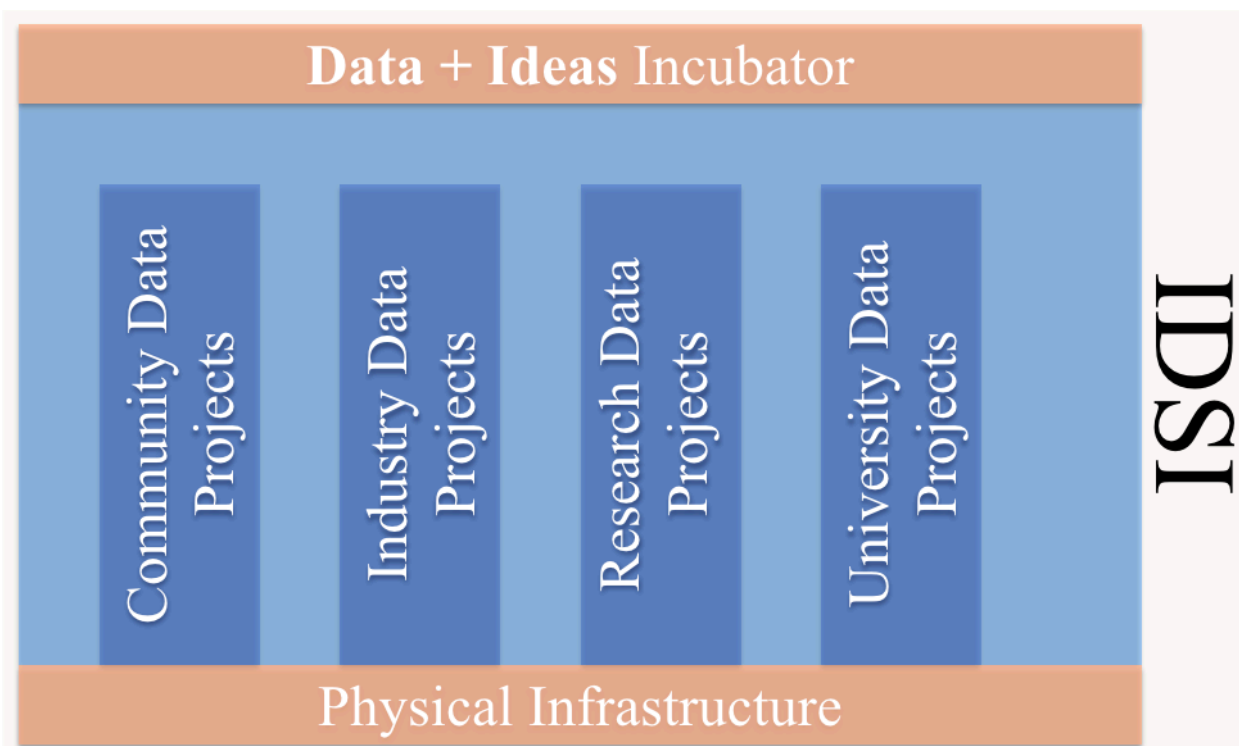 Data + Ideas Incubator
Community Data
Projects
Industry Data
Projects
Research Data
Projects
University Data
Projects
IDSI
Physical Infrastructure